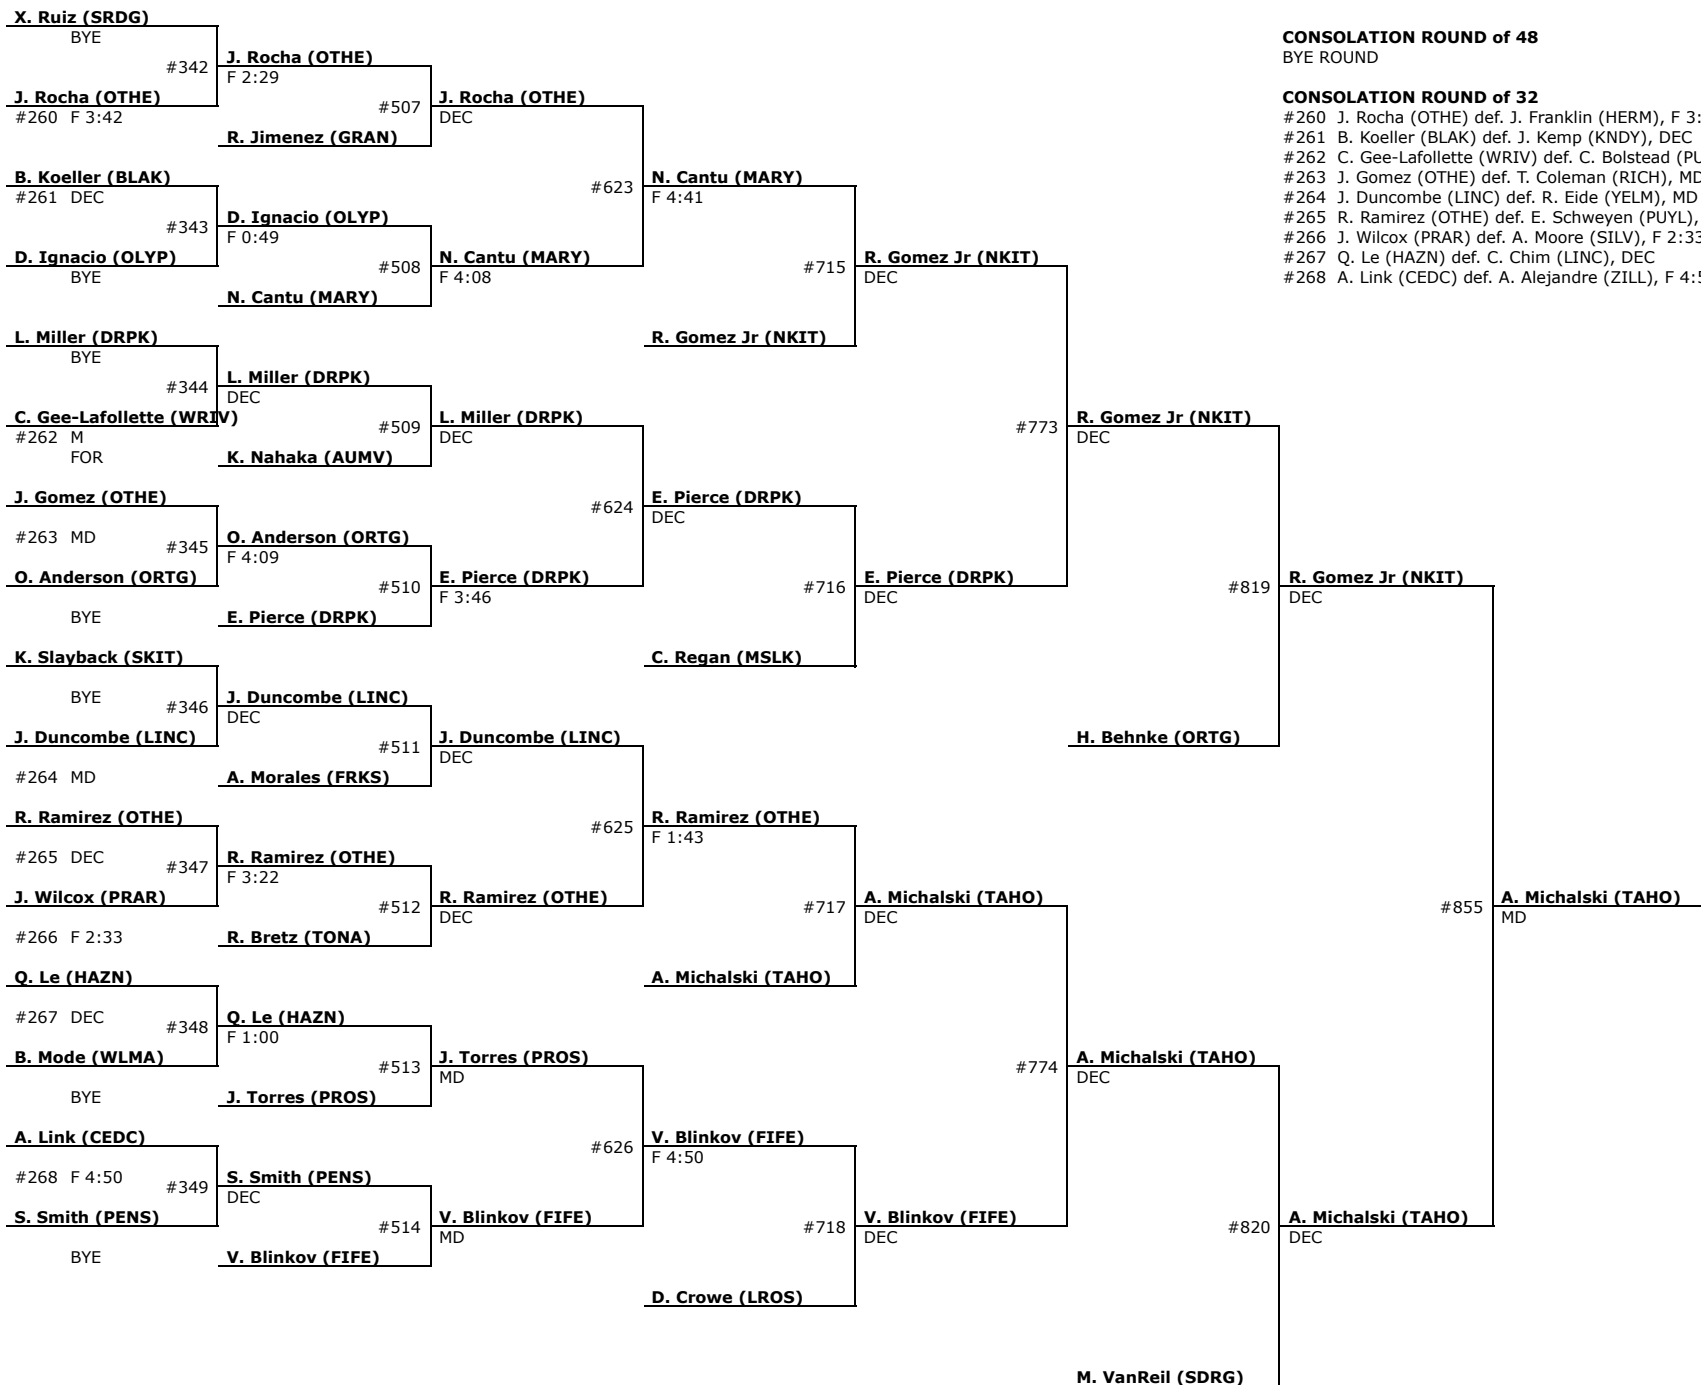 X. Ruiz (SRDG)
BYE
#342
J. Rocha (OTHE)
F 2:29
J. Rocha (OTHE)
#260 F 3:42
#507
J. Rocha (OTHE)
DEC
R. Jimenez (GRAN)
B. Koeller (BLAK)
#261 DEC
#623
N. Cantu (MARY)
F 4:41
#343
D. Ignacio (OLYP)
F 0:49
D. Ignacio (OLYP)
BYE
#508
N. Cantu (MARY)
F 4:08
N. Cantu (MARY)
#715
R. Gomez Jr (NKIT)
DEC
L. Miller (DRPK)
BYE
R. Gomez Jr (NKIT)
#344
L. Miller (DRPK)
DEC
C. Gee-Lafollette (WRIV)
#262 M
FOR
#509
L. Miller (DRPK)
DEC
K. Nahaka (AUMV)
#773
R. Gomez Jr (NKIT)
DEC
J. Gomez (OTHE)
#263 MD
#624
E. Pierce (DRPK)
DEC
#345
O. Anderson (ORTG)
F 4:09
O. Anderson (ORTG)
BYE
#510
E. Pierce (DRPK)
F 3:46
E. Pierce (DRPK)
#716
E. Pierce (DRPK)
DEC
#819
R. Gomez Jr (NKIT)
DEC
K. Slayback (SKIT)
BYE
C. Regan (MSLK)
#346
J. Duncombe (LINC)
DEC
J. Duncombe (LINC)
#264 MD
#511
J. Duncombe (LINC)
DEC
A. Morales (FRKS)
H. Behnke (ORTG)
R. Ramirez (OTHE)
#265 DEC
#625
R. Ramirez (OTHE)
F 1:43
#347
R. Ramirez (OTHE)
F 3:22
J. Wilcox (PRAR)
#266 F 2:33
#512
R. Ramirez (OTHE)
DEC
R. Bretz (TONA)
#717
A. Michalski (TAHO)
DEC
#855
A. Michalski (TAHO)
MD
Q. Le (HAZN)
#267 DEC
A. Michalski (TAHO)
#348
Q. Le (HAZN)
F 1:00
B. Mode (WLMA)
BYE
#513
J. Torres (PROS)
MD
J. Torres (PROS)
#774
A. Michalski (TAHO)
DEC
A. Link (CEDC)
#268 F 4:50
#626
V. Blinkov (FIFE)
F 4:50
#349
S. Smith (PENS)
DEC
S. Smith (PENS)
BYE
#514
V. Blinkov (FIFE)
MD
V. Blinkov (FIFE)
#718
V. Blinkov (FIFE)
DEC
#820
A. Michalski (TAHO)
DEC
D. Crowe (LROS)
M. VanReil (SDRG)
CONSOLATION ROUND of 48
BYE ROUND
CONSOLATION ROUND of 32
#260 J. Rocha (OTHE) def. J. Franklin (HERM), F 3:
#261 B. Koeller (BLAK) def. J. Kemp (KNDY), DEC
#262 C. Gee-Lafollette (WRIV) def. C. Bolstead (PU
#263 J. Gomez (OTHE) def. T. Coleman (RICH), MD
#264 J. Duncombe (LINC) def. R. Eide (YELM), MD
#265 R. Ramirez (OTHE) def. E. Schweyen (PUYL),
#266 J. Wilcox (PRAR) def. A. Moore (SILV), F 2:33
#267 Q. Le (HAZN) def. C. Chim (LINC), DEC
#268 A. Link (CEDC) def. A. Alejandre (ZILL), F 4:5